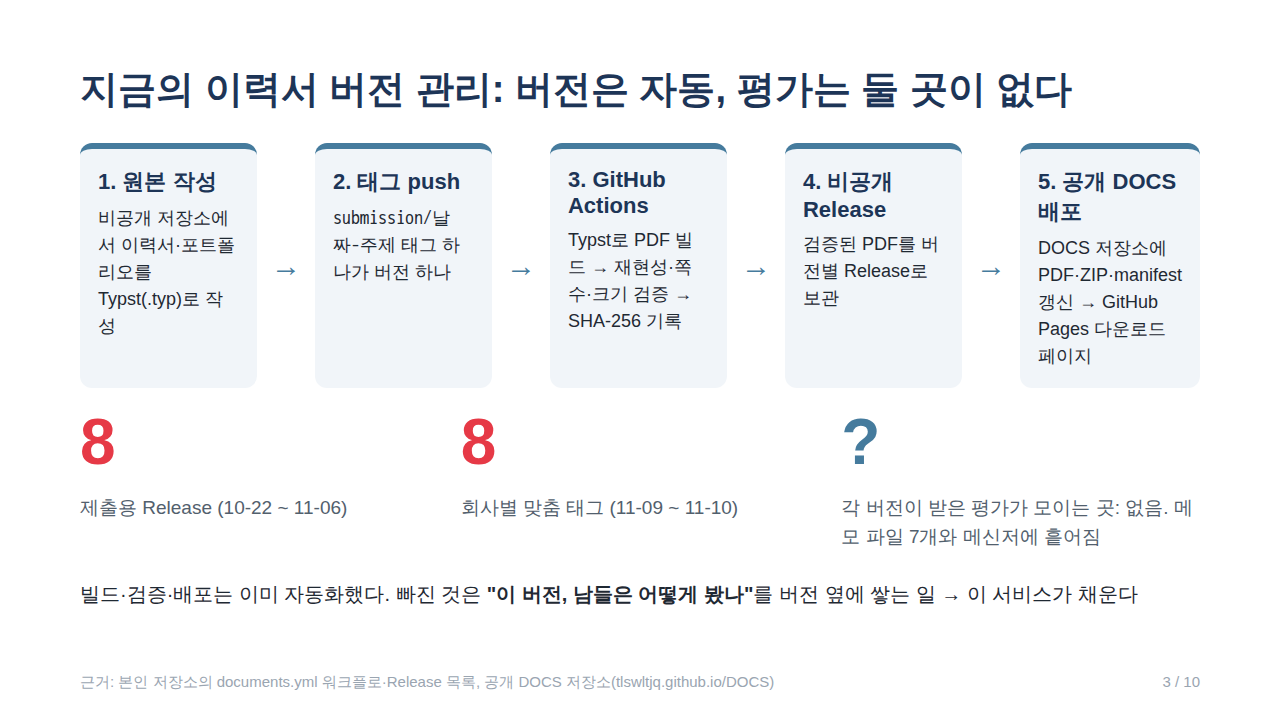 지금의 이력서 버전 관리: 버전은 자동, 평가는 둘 곳이 없다
1. 원본 작성
비공개 저장소에
서 이력서·포트폴
리오를
Typst(.typ)로 작
성
→
2. 태그 push
submission/날
짜-주제 태그 하
나가 버전 하나
→
3. GitHub
Actions
Typst로 PDF 빌
드 → 재현성·쪽
수·크기 검증 →
SHA-256 기록
→
4. 비공개
Release
검증된 PDF를 버
전별 Release로
보관
→
5. 공개 DOCS
배포
DOCS 저장소에
PDF·ZIP·manifest
갱신 → GitHub
Pages 다운로드
페이지
8
제출용 Release (10-22 ~ 11-06)
8
회사별 맞춤 태그 (11-09 ~ 11-10)
?
각 버전이 받은 평가가 모이는 곳: 없음. 메
모 파일 7개와 메신저에 흩어짐
빌드·검증·배포는 이미 자동화했다. 빠진 것은 "이 버전, 남들은 어떻게 봤나"를 버전 옆에 쌓는 일 → 이 서비스가 채운다
근거: 본인 저장소의 documents.yml 워크플로·Release 목록, 공개 DOCS 저장소(tlswltjq.github.io/DOCS)
3 / 10